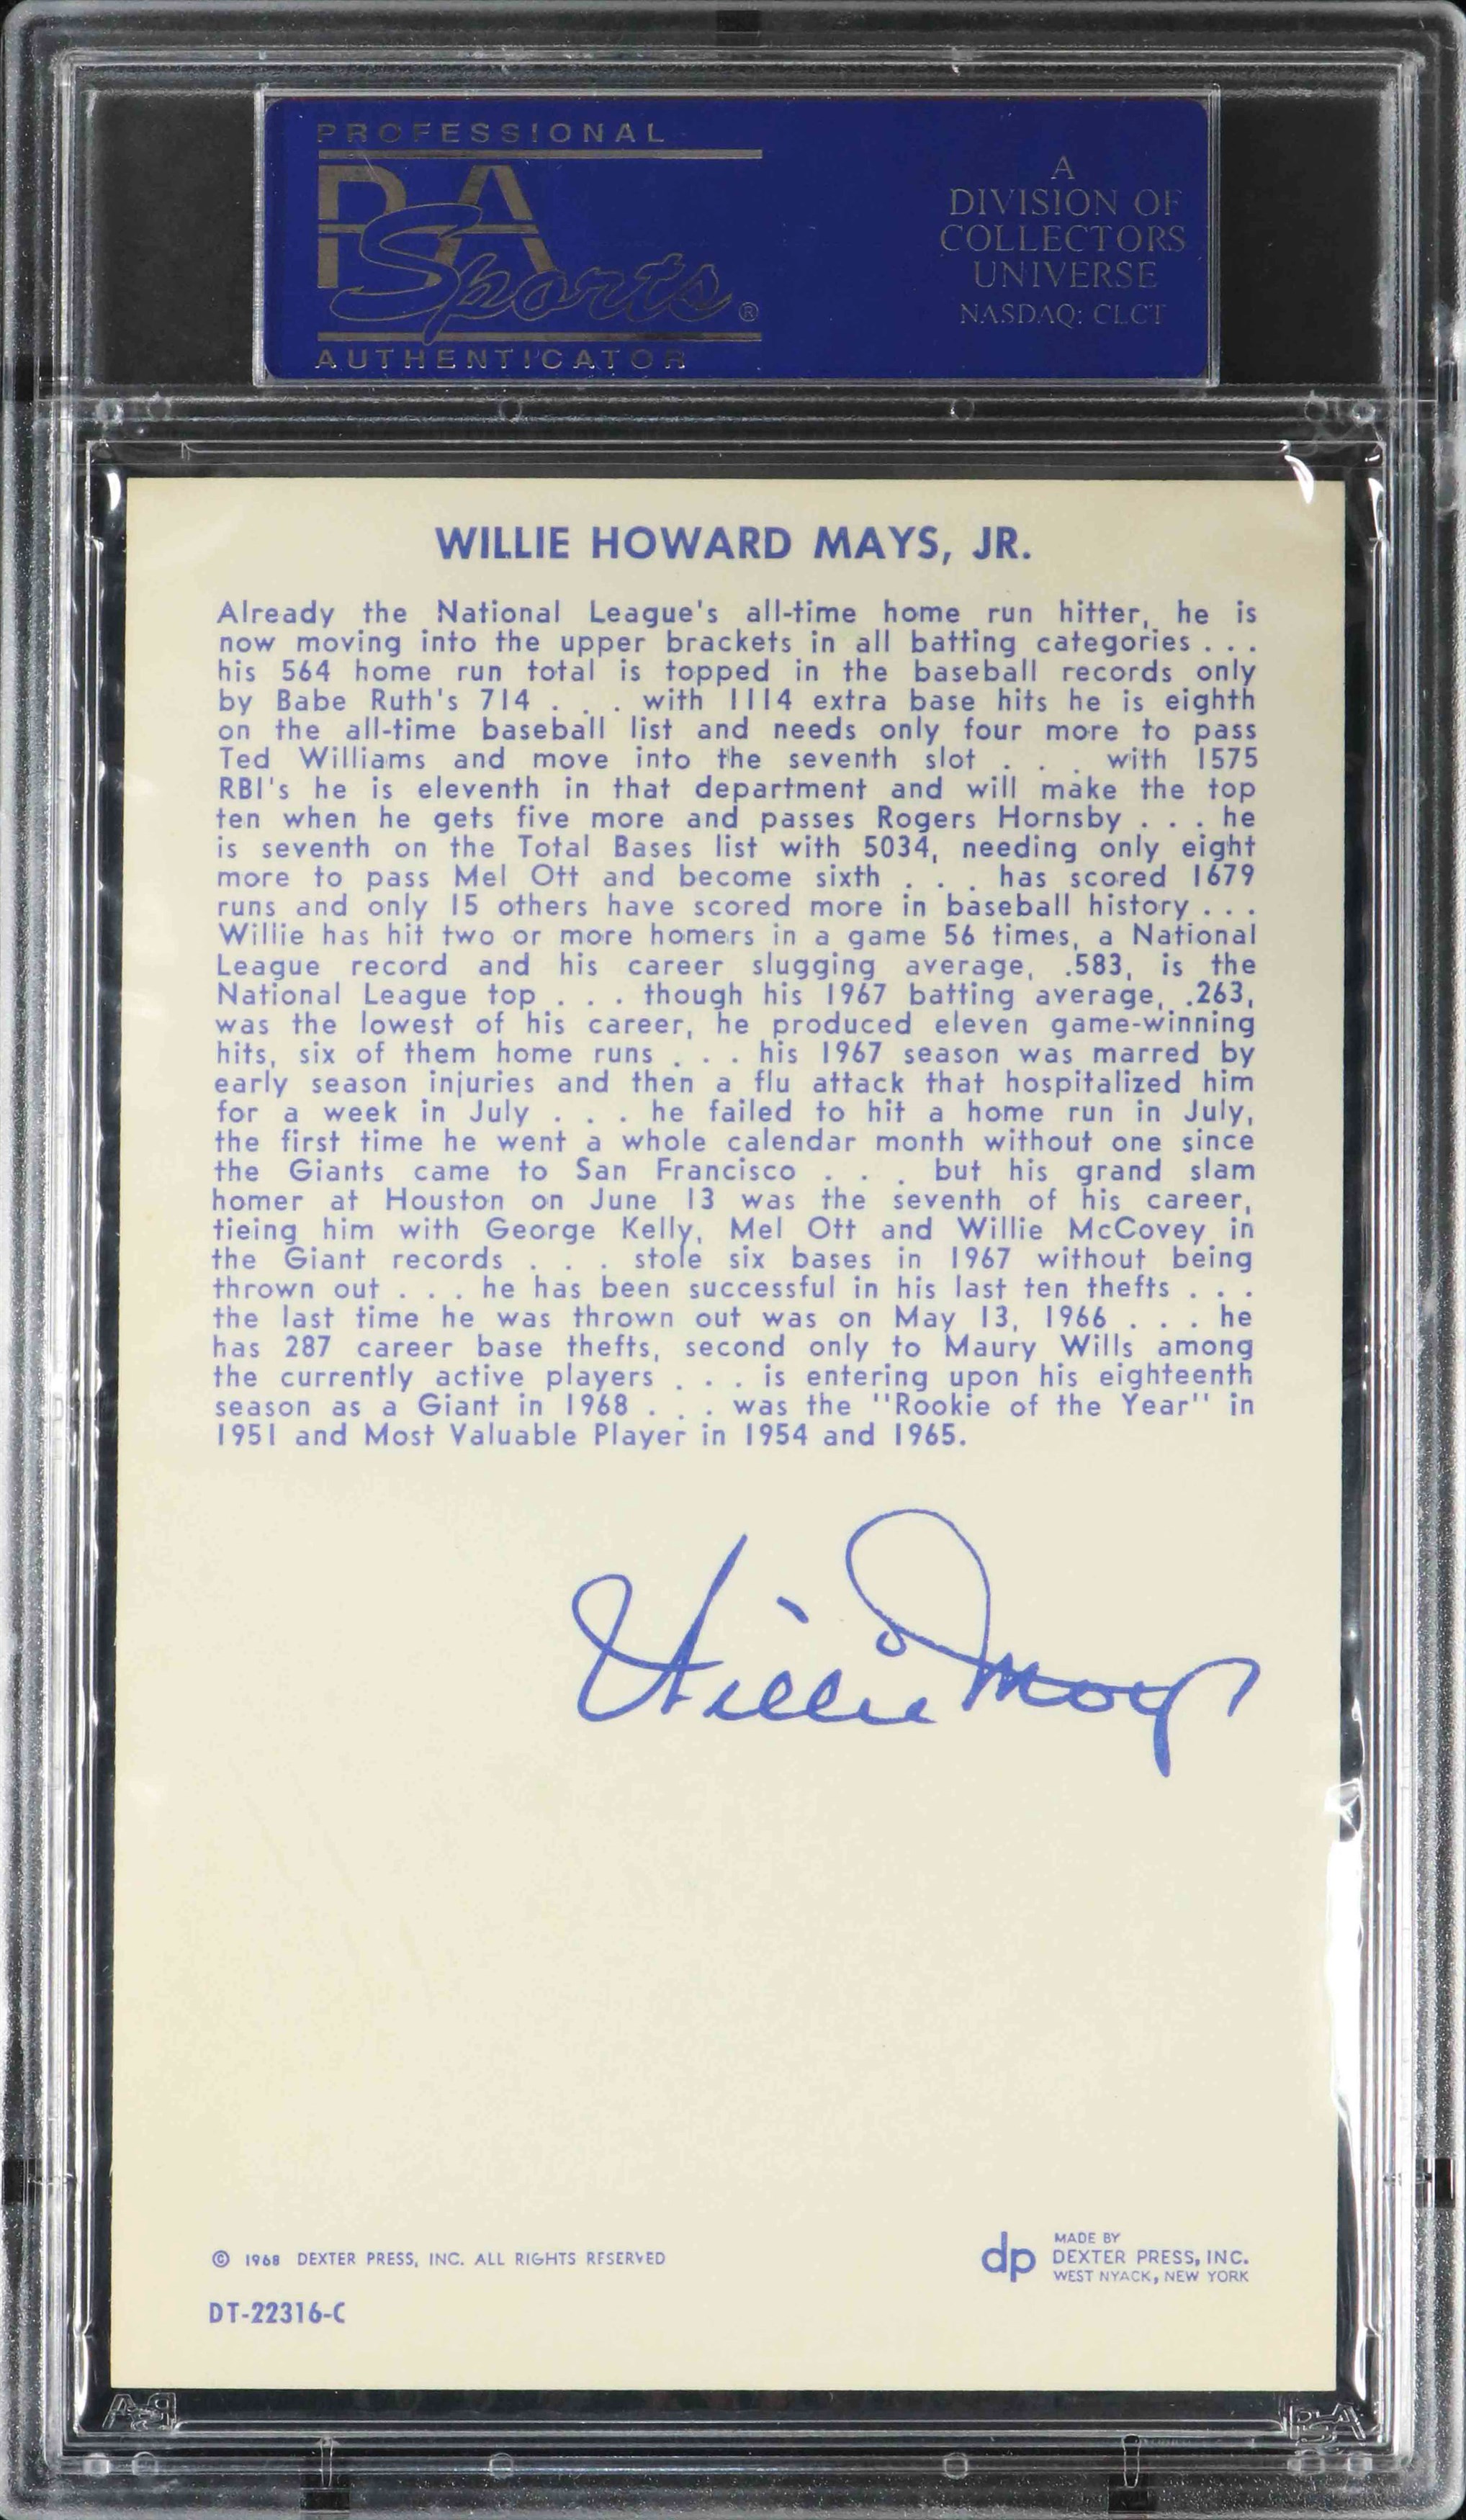 PROFESSIONAL
PSA
Sports®
AUTHENTICATOR
A
DIVISION OF
COLLECTORS
UNIVERSE
NASDAQ: CLCT
WILLIE HOWARD MAYS, JR.
Already the National League's all-time home run hitter, he is
now moving into the upper brackets in all batting categories . . .
his 564 home run total is topped in the baseball records only
by Babe Ruth's 714 . . . with 1114 extra base hits he is eighth
on the all-time baseball list and needs only four more to pass
Ted Williams and move into the seventh slot . . . with 1575
RBI's he is eleventh in that department and will make the top
ten when he gets five more and passes Rogers Hornsby . . . he
is seventh on the Total Bases list with 5034, needing only eight
more to pass Mel Ott and become sixth . . . has scored 1679
runs and only 15 others have scored more in baseball history . . .
Willie has hit two or more homers in a game 56 times, a National
League record and his career slugging average, .583, is the
National League top . . . though his 1967 batting average, .263,
was the lowest of his career, he produced eleven game-winning
hits, six of them home runs . . . his 1967 season was marred by
early season injuries and then a flu attack that hospitalized him
for a week in July . . . he failed to hit a home run in July,
the first time he went a whole calendar month without one since
the Giants came to San Francisco . . . but his grand slam
homer at Houston on June 13 was the seventh of his career,
tieing him with George Kelly, Mel Ott and Willie McCovey in
the Giant records . . . stole six bases in 1967 without being
thrown out . . . he has been successful in his last ten thefts . . .
the last time he was thrown out was on May 13, 1966 . . . he
has 287 career base thefts, second only to Maury Wills among
the currently active players . . . is entering upon his eighteenth
season as a Giant in 1968 . . . was the "Rookie of the Year" in
1951 and Most Valuable Player in 1954 and 1965.
Willie Mays
© 1968 DEXTER PRESS, INC. ALL RIGHTS RESERVED
DT-22316-C
dp
MADE BY
DEXTER PRESS, INC.
WEST NYACK, NEW YORK
PSA
PSA